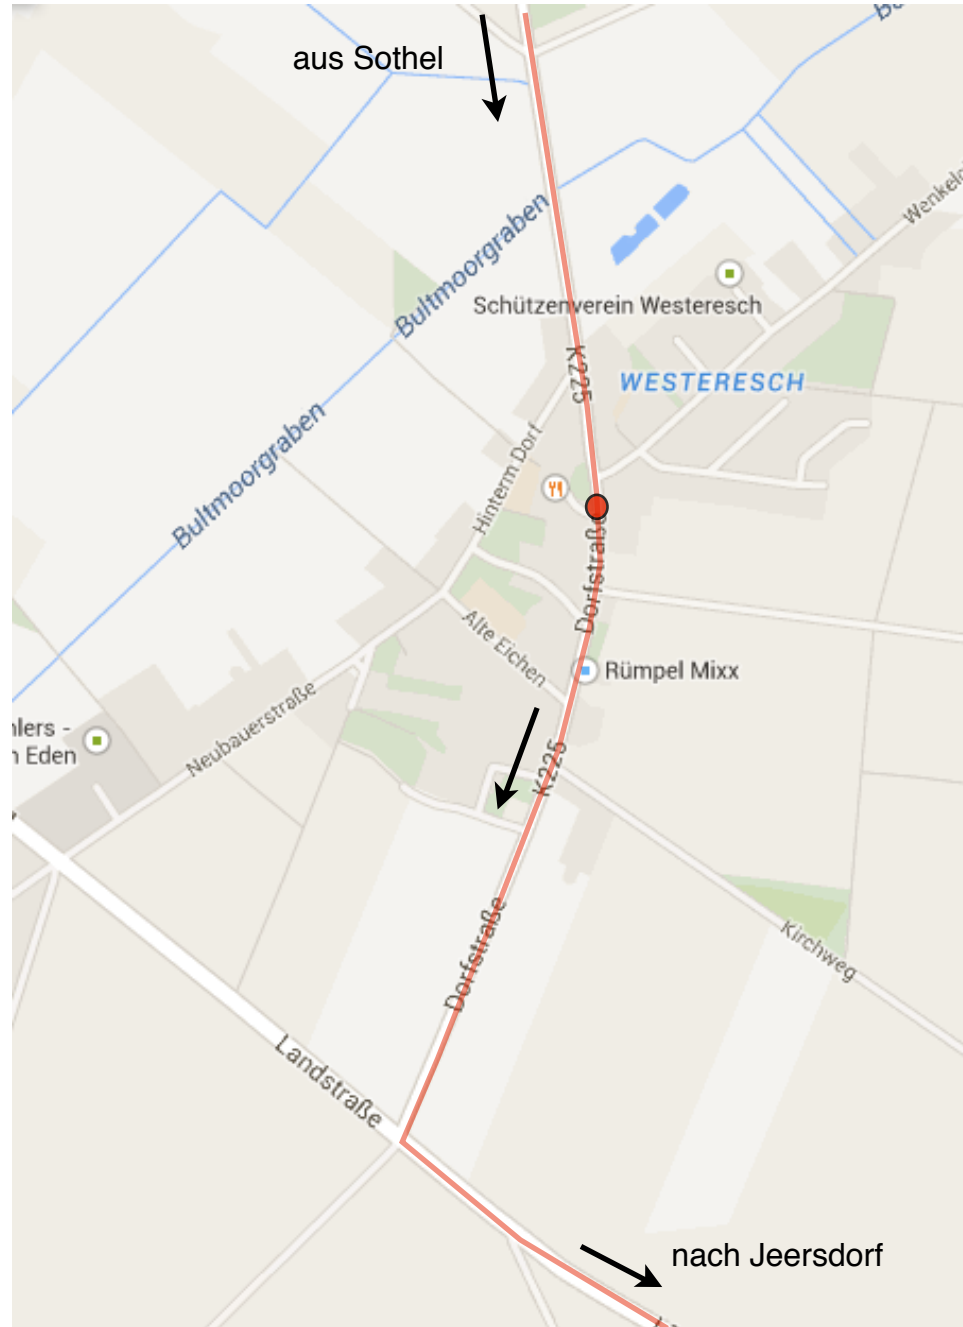 aus Sothel
Bultmoorgraben
Schützenverein Westeresch
K225
WESTERESCH
Hinterm Dorf
Bultmoorgraben
Dorfstraße
Alte Eichen
Rümpel Mixx
Neubauerstraße
Eden
K225
Dorfstraße
Kirchweg
Landstraße
nach Jeersdorf